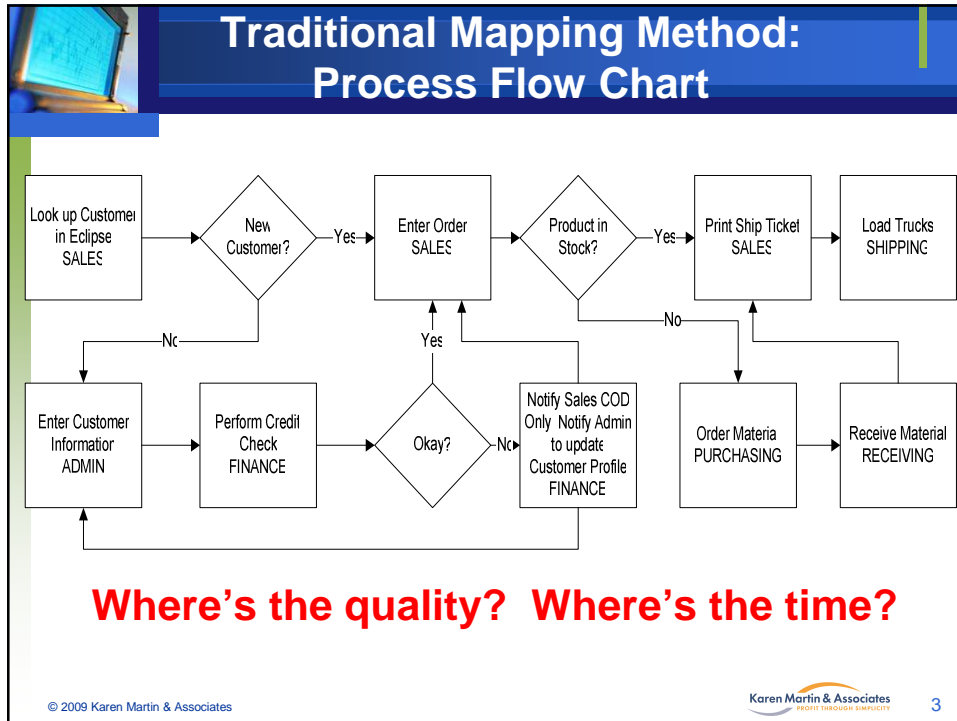 Traditional Mapping Method:
Process Flow Chart
Look up Customer
in Eclipse
SALES
New
Customer?
Yes
Enter Order
SALES
Product in
Stock?
Yes
Print Ship Ticket
SALES
Load Trucks
SHIPPING
No
Yes
No
Enter Customer
Information
ADMIN
Perform Credit
Check
FINANCE
Okay?
No
Notify Sales COD
Only Notify Admin
to update
Customer Profile
FINANCE
Order Materia
PURCHASING
Receive Material
RECEIVING
Where's the quality? Where's the time?
© 2009 Karen Martin & Associates
Karen Martin & Associates
PROFIT THROUGH SIMPLICITY
3